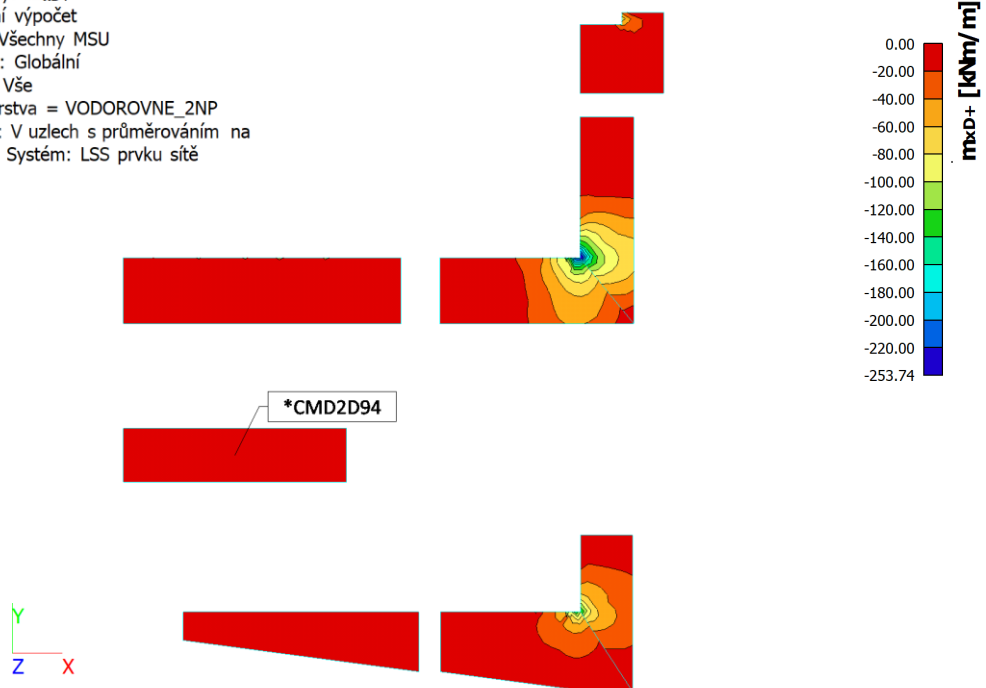 í výpočet
Všechny MSU
: Globální
Vše
rstva = VODOROVNE_2NP
: V uzlech s průměrováním na
Systém: LSS prvku sítě
mxD+ [kNm/m]
0.00
-20.00
-40.00
-60.00
-80.00
-100.00
-120.00
-140.00
-160.00
-180.00
-200.00
-220.00
-253.74
*CMD2D94
Y
Z X